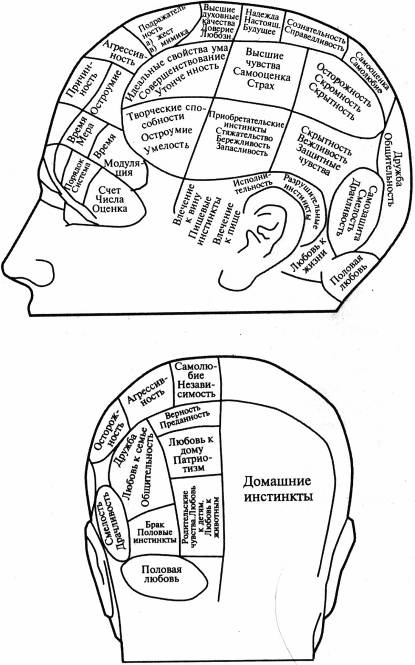 Подражатель
ность
а) жест
в) мимика
Высшие
духовные
качества
Доверие
Любозн.
Надежда
Настоящ.
Будущее
Сознательность
Справедливость
Самооценка
Самолюбие
Агрессив-
ность
Причин-
ность
Остроумие
Идеальные свойства ума
Совершенствование
Утонченность
Высшие
чувства
Самооценка
Страх
Осторожность
Скромность
Скрытность
Дружба
Общительность
Время
Мера
Время
Порядок
Система
Модуля-
ция
Счет
Числа
Оценка
Творческие спо-
собности
Остроумие
Умелость
Приобретательские
инстинкты
Стяжательство
Бережливость
Запасливость
Скрытность
Вежливость
Защитные
чувства
Самозащита
Смелость
Драчливость
Влечение
к вину
Пищевые
инстинкты
Влечение
к пище
Исполни-
тельность
Разрушительные
инстинкты
Любовь к
жизни
Половая
любовь
Осторож-
ность
Агрессив-
ность
Самолю-
бие
Незави-
симость
Верность
Преданность
Дружба
Любовь к семье
Общительность
Любовь к
дому
Патрио-
тизм
Домашние
инстинкты
Смелость
Драчливость
Брак
Половые
инстинкты
Родительские
чувства.Любовь
к детям.
Любовь к
животным
Половая
любовь